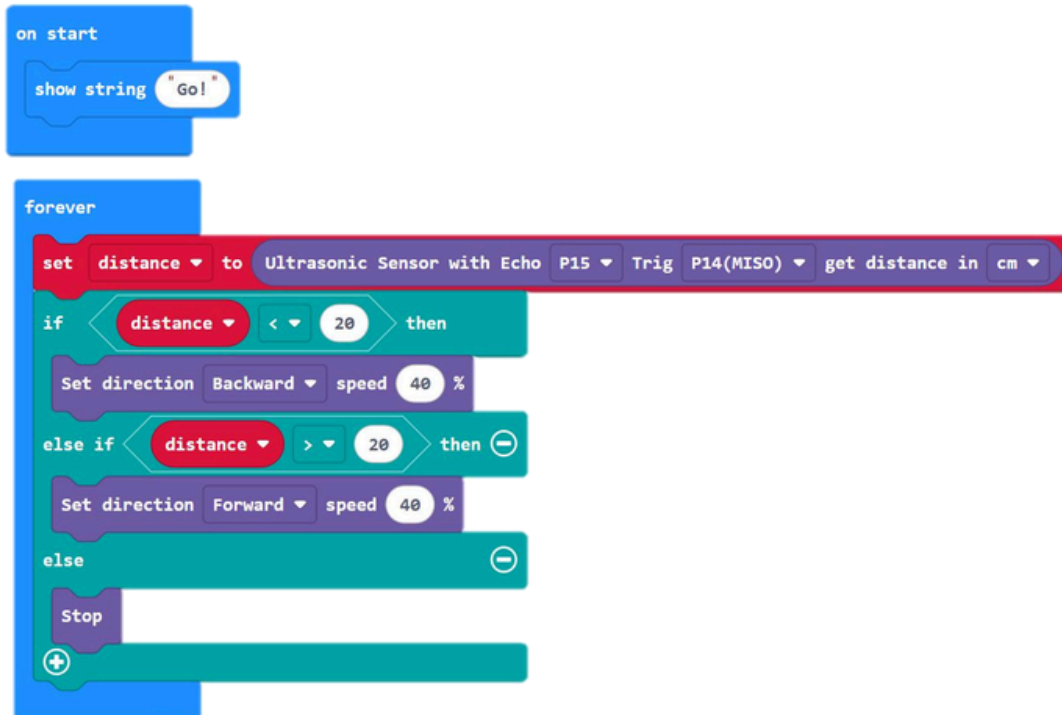 on start
show string "Go!"
forever
set distance to Ultrasonic Sensor with Echo P15 Trig P14(MISO) get distance in cm
if distance < 20 then
Set direction Backward speed 40 %
else if distance > 20 then
Set direction Forward speed 40 %
else
Stop